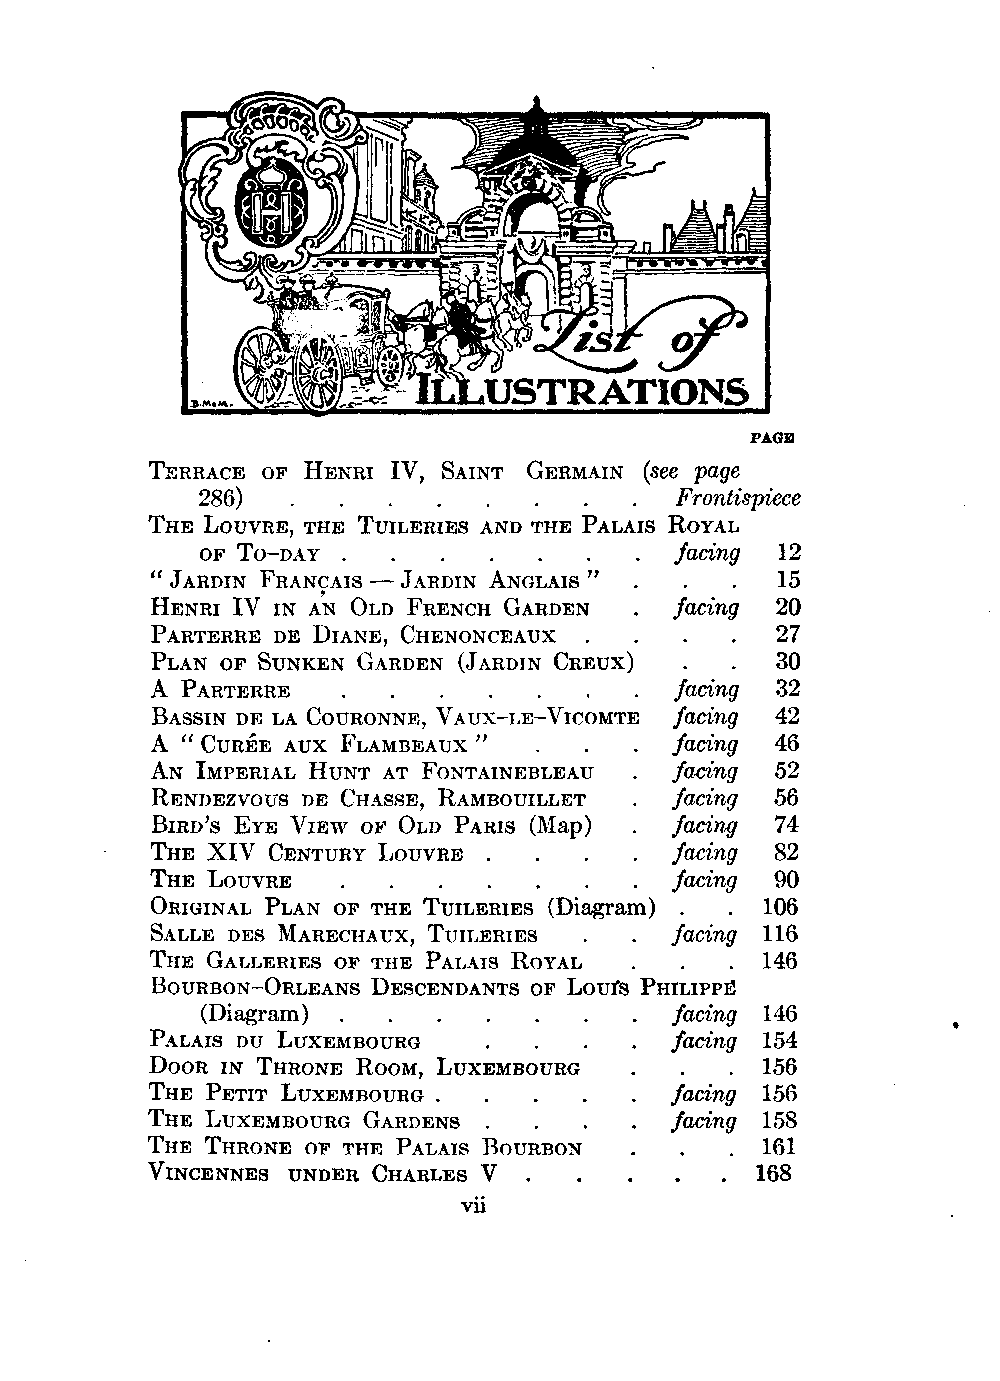 H
List of
ILLUSTRATIONS
B. McM.
PAGE
TERRACE OF HENRI IV, SAINT GERMAIN (see page
286) . . . . . . . . Frontispiece
THE LOUVRE, THE TUILERIES AND THE PALAIS ROYAL
OF TO-DAY . . . . . . . facing 12
“JARDIN FRANÇAIS — JARDIN ANGLAIS” . . . 15
HENRI IV IN AN OLD FRENCH GARDEN . facing 20
PARTERRE DE DIANE, CHENONCEAUX . . . . 27
PLAN OF SUNKEN GARDEN (JARDIN CREUX) . . 30
A PARTERRE . . . . . . . facing 32
BASSIN DE LA COURONNE, VAUX-LE-VICOMTE facing 42
A “CURÉE AUX FLAMBEAUX” . . . facing 46
AN IMPERIAL HUNT AT FONTAINEBLEAU . facing 52
RENDEZVOUS DE CHASSE, RAMBOUILLET . facing 56
BIRD'S EYE VIEW OF OLD PARIS (Map) . facing 74
THE XIV CENTURY LOUVRE . . . . facing 82
THE LOUVRE . . . . . . . facing 90
ORIGINAL PLAN OF THE TUILERIES (Diagram) . . 106
SALLE DES MARECHAUX, TUILERIES . . facing 116
THE GALLERIES OF THE PALAIS ROYAL . . . 146
BOURBON-ORLEANS DESCENDANTS OF LOUIS PHILIPPE
(Diagram) . . . . . . . facing 146
PALAIS DU LUXEMBOURG . . . . facing 154
DOOR IN THRONE ROOM, LUXEMBOURG . . . 156
THE PETIT LUXEMBOURG . . . . . facing 156
THE LUXEMBOURG GARDENS . . . . facing 158
THE THRONE OF THE PALAIS BOURBON . . . 161
VINCENNES UNDER CHARLES V . . . . . 168
vii